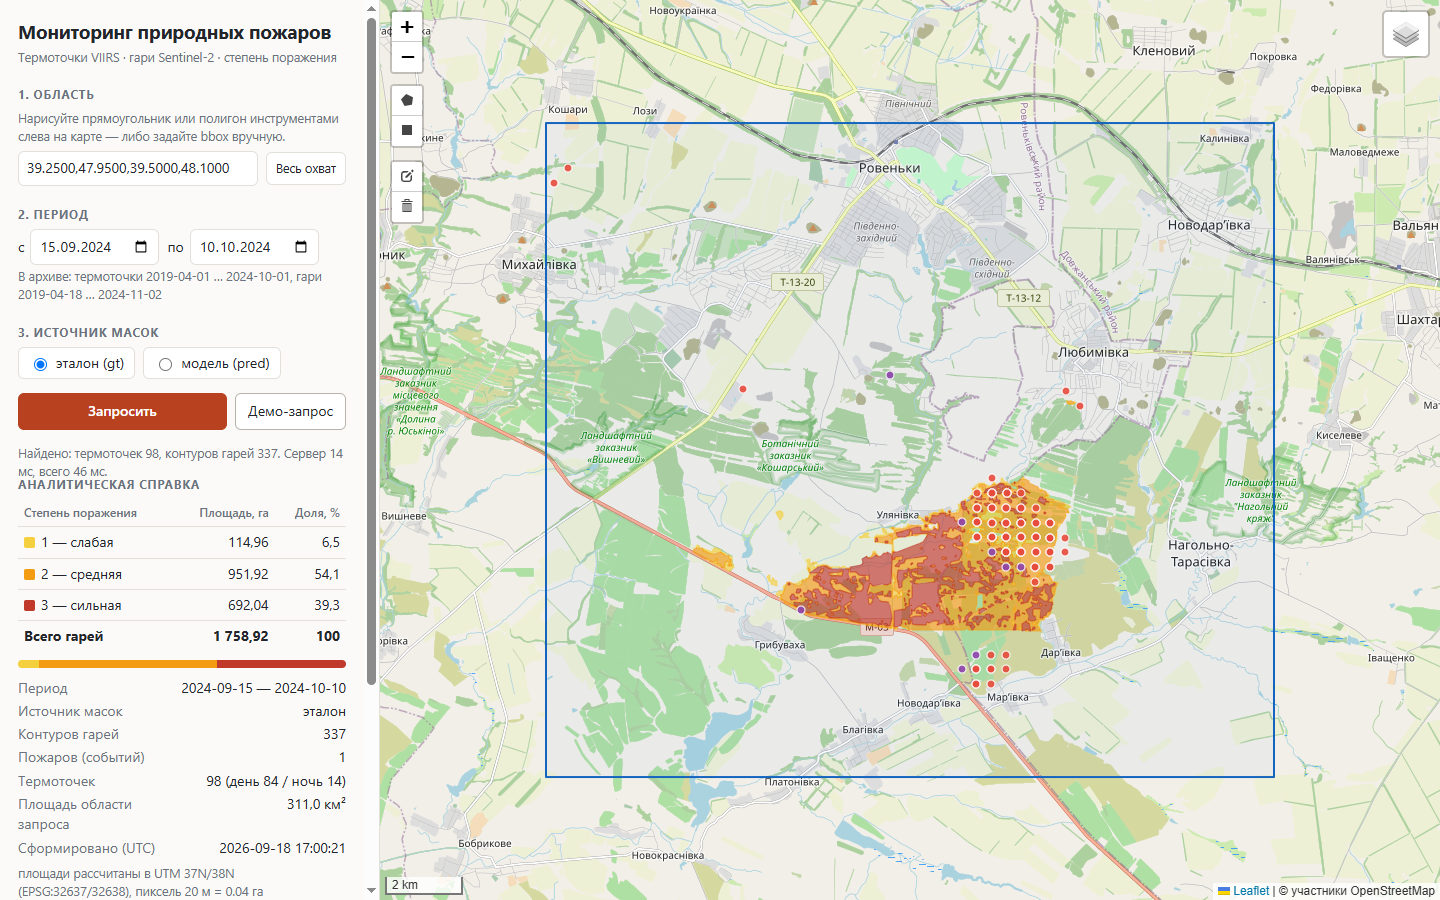 Мониторинг природных пожаров
Термоточки VIIRS · гари Sentinel-2 · степень поражения
1. ОБЛАСТЬ
Нарисуйте прямоугольник или полигон инструментами
слева на карте — либо задайте bbox вручную.
39.2500,47.9500,39.5000,48.1000
Весь охват
2. ПЕРИОД
с 15.09.2024 по 10.10.2024
В архиве: термоточки 2019-04-01 ... 2024-10-01, гари
2019-04-18 ... 2024-11-02
3. ИСТОЧНИК МАСОК
эталон (gt) модель (pred)
Запросить
Демо-запрос
Найдено: термоточек 98, контуров гарей 337. Сервер 14
мс, всего 46 мс.
АНАЛИТИЧЕСКАЯ СПРАВКА
Степень поражения Площадь, га Доля, %
1 — слабая 114,96 6,5
2 — средняя 951,92 54,1
3 — сильная 692,04 39,3
Всего гарей 1 758,92 100
Период 2024-09-15 — 2024-10-10
Источник масок эталон
Контуров гарей 337
Пожаров (событий) 1
Термоточек 98 (день 84 / ночь 14)
Площадь области
запроса 311,0 км²
Сформировано (UTC) 2026-09-18 17:00:21
площади рассчитаны в UTM 37N/38N
(EPSG:32637/32638), пиксель 20 м = 0.04 га
+
−
Новоукраїнка
Кленовий
Покровка
Федорівка
Кошари
Лози
Північний
Ровеньківський район
Калинівка
Маловедмеже
Ровеньки
Південно-
західний
Новодар'ївка
Вальян
Валянівськ
Михайлівка
Південно-
східний
Довжанський район
Т-13-20
Т-13-12
Шахтар
Любимівка
Ландшафтний
заказник
місцевого
значення
«Долина
р. Юськіної»
Ландшафтний
заказник
«Вишневий»
Ботанічний
заказник
«Кошарський»
Киселеве
Ландшафтний
заказник
"Нагольний
кряж"
Вишневе
Улянівка
Нагольно-
Тарасівка
М-03
Грибуваха
Дар'ївка
Іващенко
Мар'ївка
Новодар'ївка
Благівка
Платонівка
Бобрикове
Новокраснівка
2 km
Leaflet | © участники OpenStreetMap